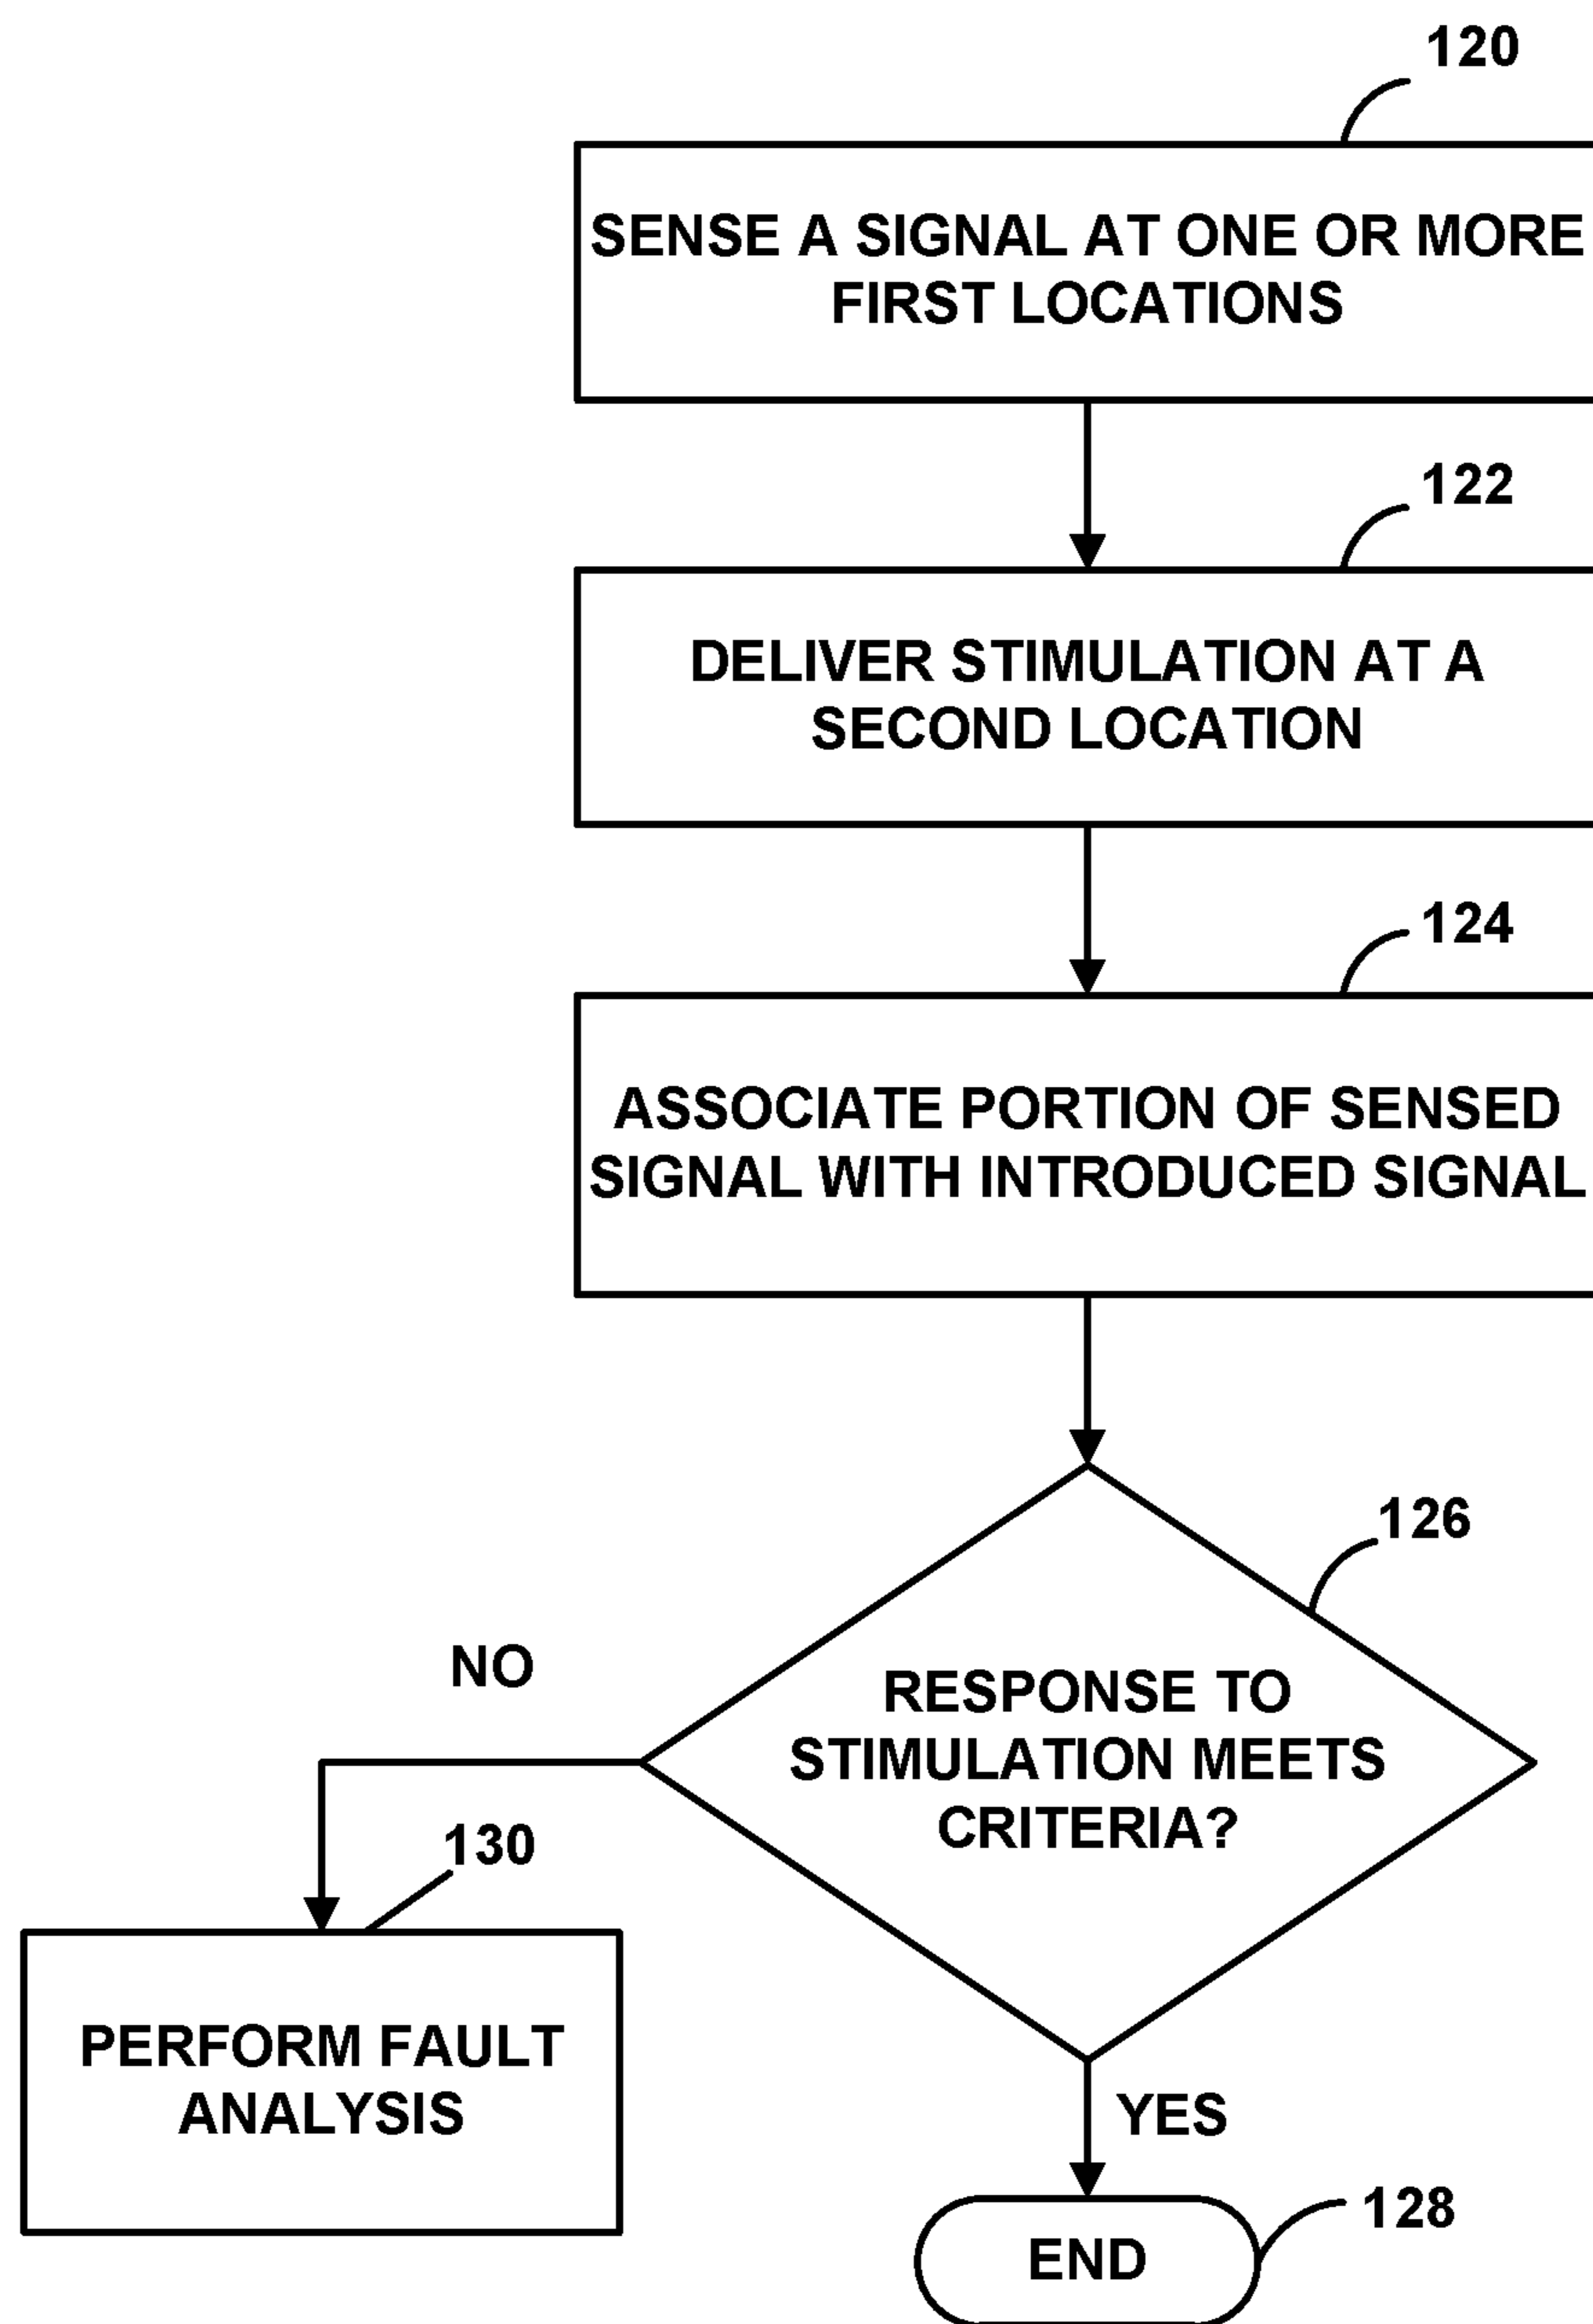 120
SENSE A SIGNAL AT ONE OR MORE
FIRST LOCATIONS
122
DELIVER STIMULATION AT A
SECOND LOCATION
124
ASSOCIATE PORTION OF SENSED
SIGNAL WITH INTRODUCED SIGNAL
126
RESPONSE TO
STIMULATION MEETS
CRITERIA?
NO
130
PERFORM FAULT
ANALYSIS
YES
128
END